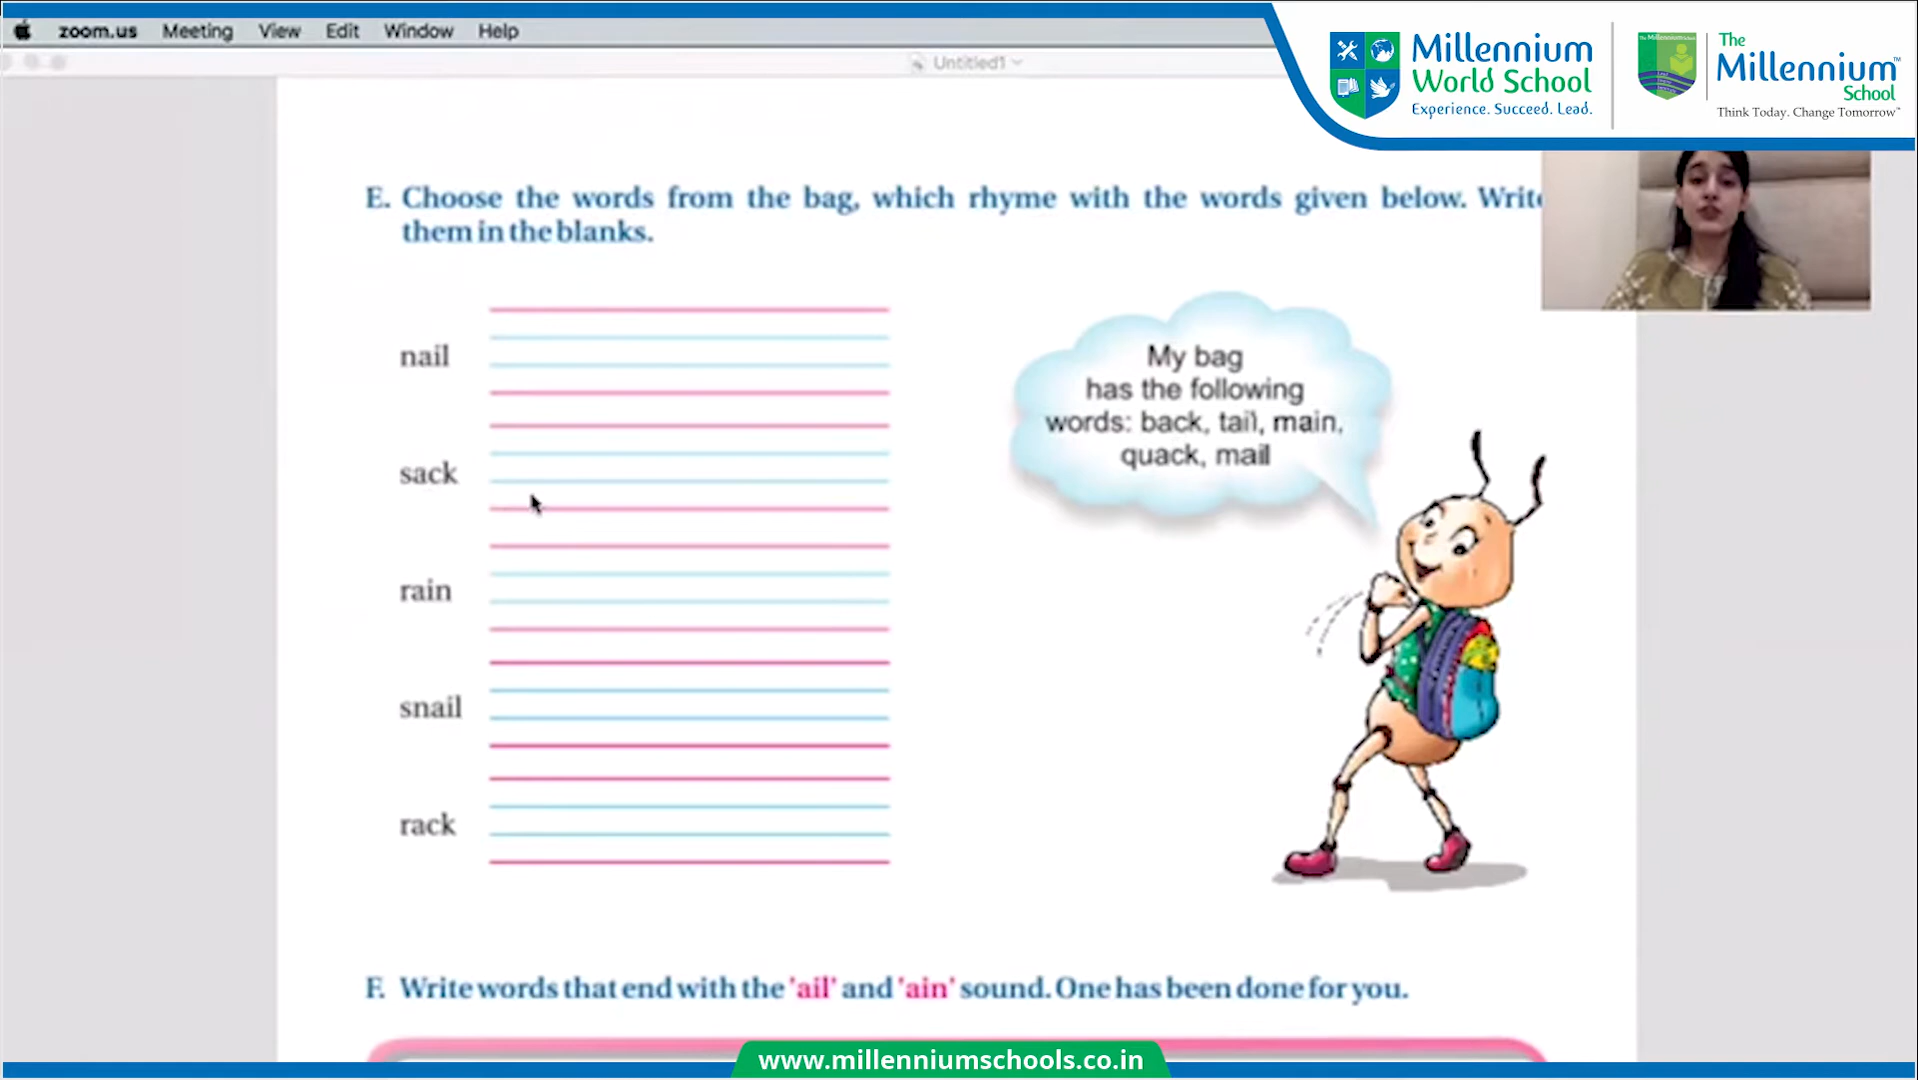 zoom.us Meeting View Edit Window Help
Untitled1
Millennium
World School
Experience. Succeed. Lead.
The
Millennium™
School
Think Today. Change Tomorrow™
E. Choose the words from the bag, which rhyme with the words given below. Write
them in the blanks.
nail
sack
rain
snail
rack
My bag
has the following
words: back, tail, main,
quack, mail
F. Write words that end with the 'ail' and 'ain' sound. One has been done for you.
www.millenniumschools.co.in